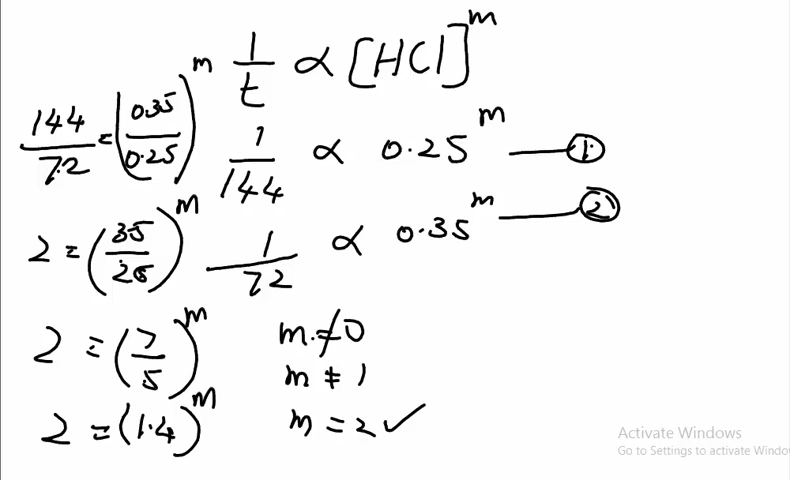 1/t ∝ [HCl]^m
144/72 = (0.35/0.25)^m
1/144 ∝ 0.25^m — ①
2 = (35/25)^m
1/72 ∝ 0.35^m — ②
2 = (7/5)^m
m ≠ 0
m ≠ 1
2 = (1.4)^m
m = 2 ✓
Activate Windows
Go to Settings to activate Windo